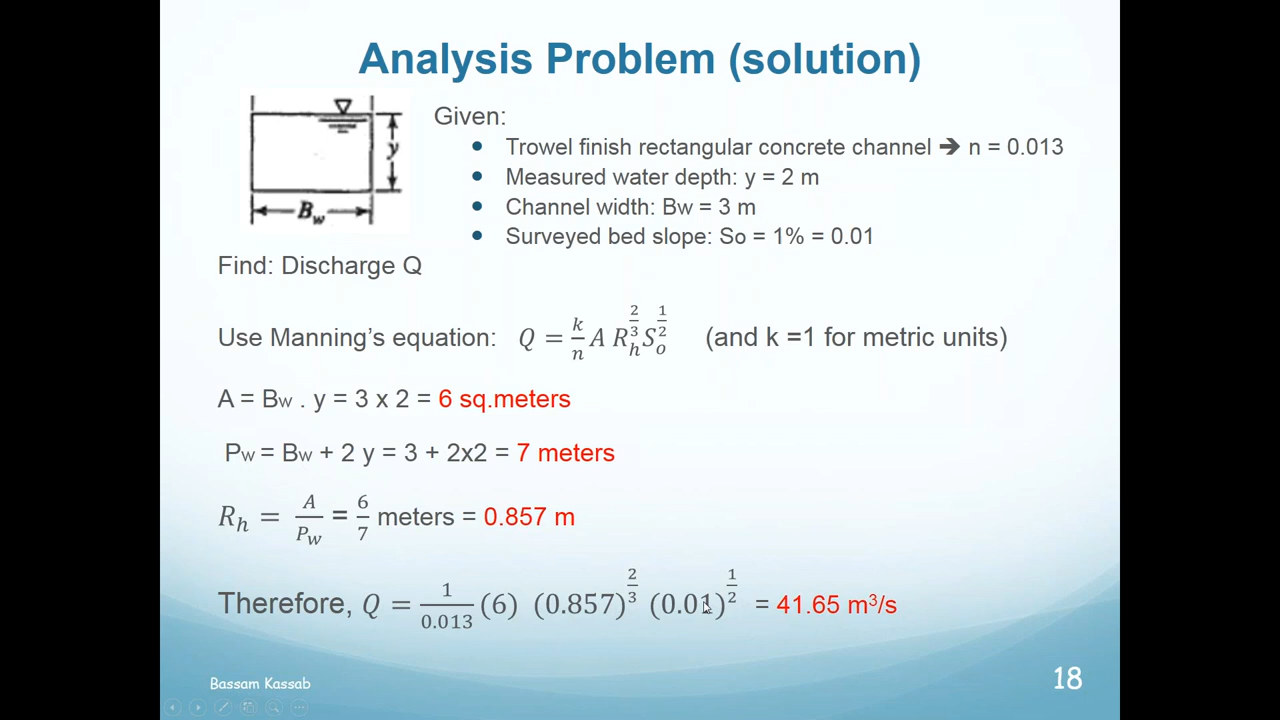 Analysis Problem (solution)
y
Bw
Given:
• Trowel finish rectangular concrete channel ➔ n = 0.013
• Measured water depth: y = 2 m
• Channel width: Bw = 3 m
• Surveyed bed slope: So = 1% = 0.01
Find: Discharge Q
Use Manning’s equation: Q = k/n A R_h^(2/3) S_o^(1/2) (and k =1 for metric units)
A = Bw . y = 3 x 2 = 6 sq.meters
Pw = Bw + 2 y = 3 + 2x2 = 7 meters
R_h = A/P_w = 6/7 meters = 0.857 m
Therefore, Q = 1/0.013 (6) (0.857)^(2/3) (0.01)^(1/2) = 41.65 m³/s
Bassam Kassab
18